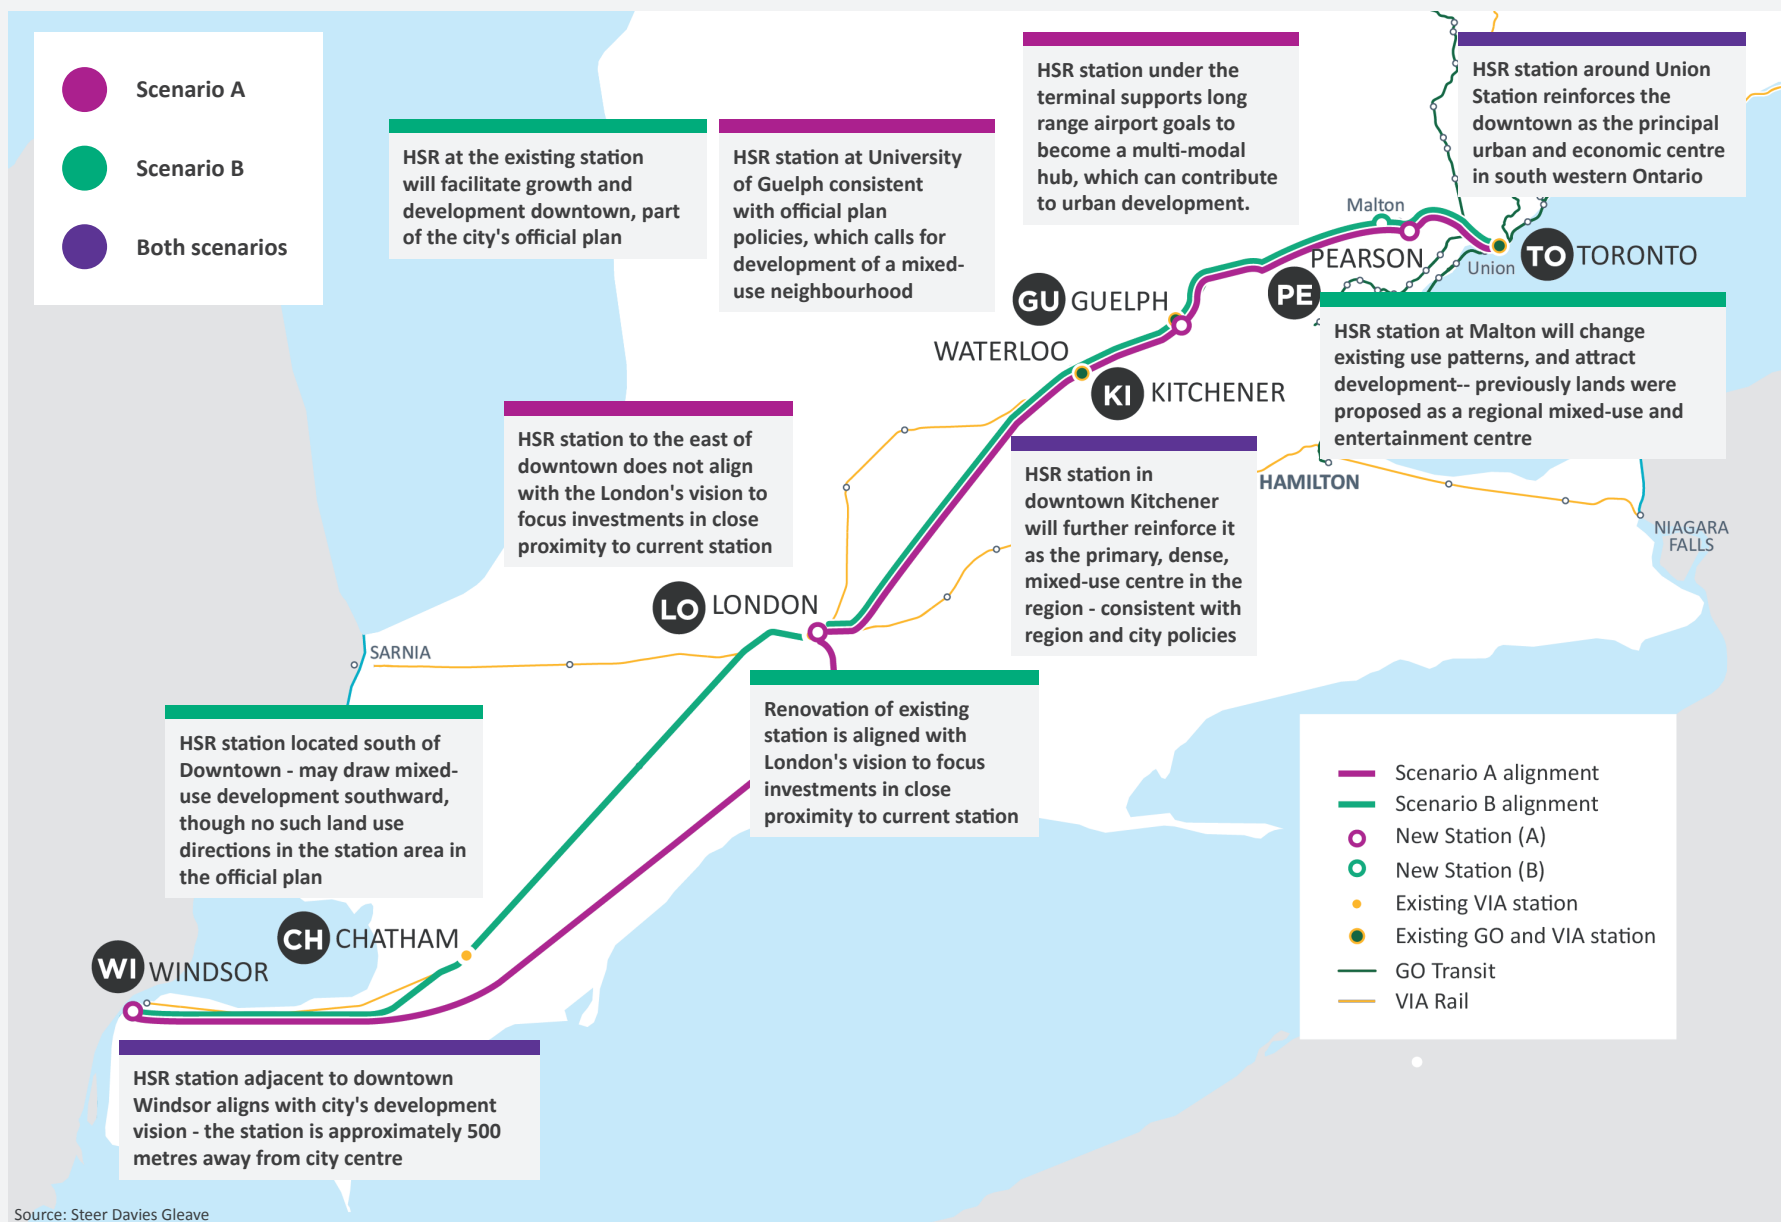 Scenario A
Scenario B
Both scenarios
HSR at the existing station
will facilitate growth and
development downtown, part
of the city's official plan
HSR station at University
of Guelph consistent
with official plan
policies, which calls for
development of a mixed-
use neighbourhood
HSR station under the
terminal supports long
range airport goals to
become a multi-modal
hub, which can contribute
to urban development.
HSR station around Union
Station reinforces the
downtown as the principal
urban and economic centre
in south western Ontario
Malton
PEARSON
PE
Union
TO TORONTO
GU GUELPH
WATERLOO
KI KITCHENER
HSR station at Malton will change
existing use patterns, and attract
development-- previously lands were
proposed as a regional mixed-use and
entertainment centre
HSR station to the east of
downtown does not align
with the London's vision to
focus investments in close
proximity to current station
HSR station in
downtown Kitchener
will further reinforce it
as the primary, dense,
mixed-use centre in the
region - consistent with
region and city policies
HAMILTON
NIAGARA
FALLS
LO LONDON
SARNIA
Renovation of existing
station is aligned with
London's vision to focus
investments in close
proximity to current station
HSR station located south of
Downtown - may draw mixed-
use development southward,
though no such land use
directions in the station area in
the official plan
CH CHATHAM
WI WINDSOR
HSR station adjacent to downtown
Windsor aligns with city's development
vision - the station is approximately 500
metres away from city centre
Scenario A alignment
Scenario B alignment
New Station (A)
New Station (B)
Existing VIA station
Existing GO and VIA station
GO Transit
VIA Rail
Source: Steer Davies Gleave